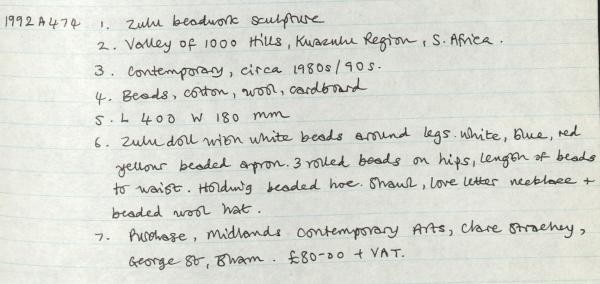 1992A474 1. Zulu beadwork sculpture
2. Valley of 1000 Hills, Kwazulu Region, S. Africa.
3. Contemporary, circa 1980s/90s.
4. Beads, cotton, wool, cardboard
5. L 400 W 180 mm
6. Zulu doll with white beads around legs. White, blue, red
yellow beaded apron. 3 rolled beads on hips, length of beads
to waist. Holding beaded hoe. Shawl, love letter necklace +
beaded wool hat.
7. Purchase, Midlands Contemporary Arts, Clare Strachey,
George St, Bham. £80-00 + VAT.